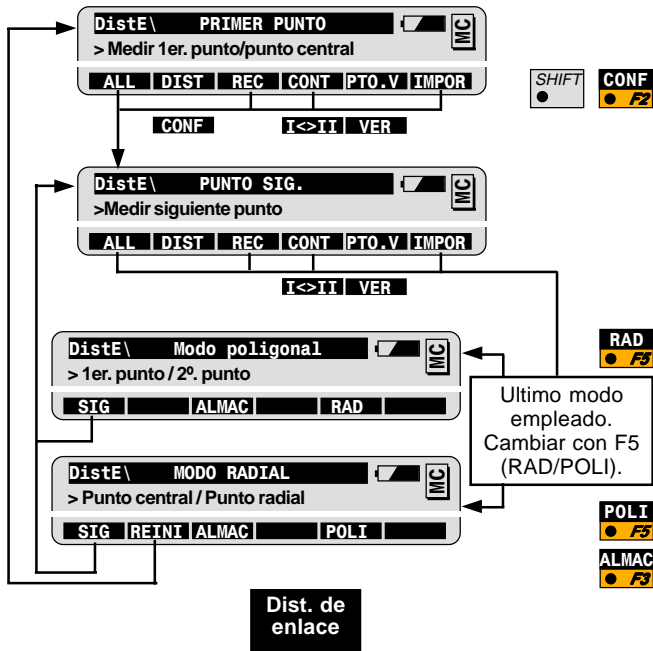 DistE\ PRIMER PUNTO
MC
> Medir 1er. punto/punto central
ALL DIST REC CONT PTO.V IMPOR
CONF I<>II VER
SHIFT
CONF
F2
DistE\ PUNTO SIG.
MC
>Medir siguiente punto
ALL DIST REC CONT PTO.V IMPOR
I<>II VER
DistE\ Modo poligonal
MC
> 1er. punto / 2º. punto
SIG ALMAC RAD
RAD
F5
Ultimo modo
empleado.
Cambiar con F5
(RAD/POLI).
DistE\ MODO RADIAL
MC
> Punto central / Punto radial
SIG REINI ALMAC POLI
POLI
F5
ALMAC
F3
Dist. de
enlace